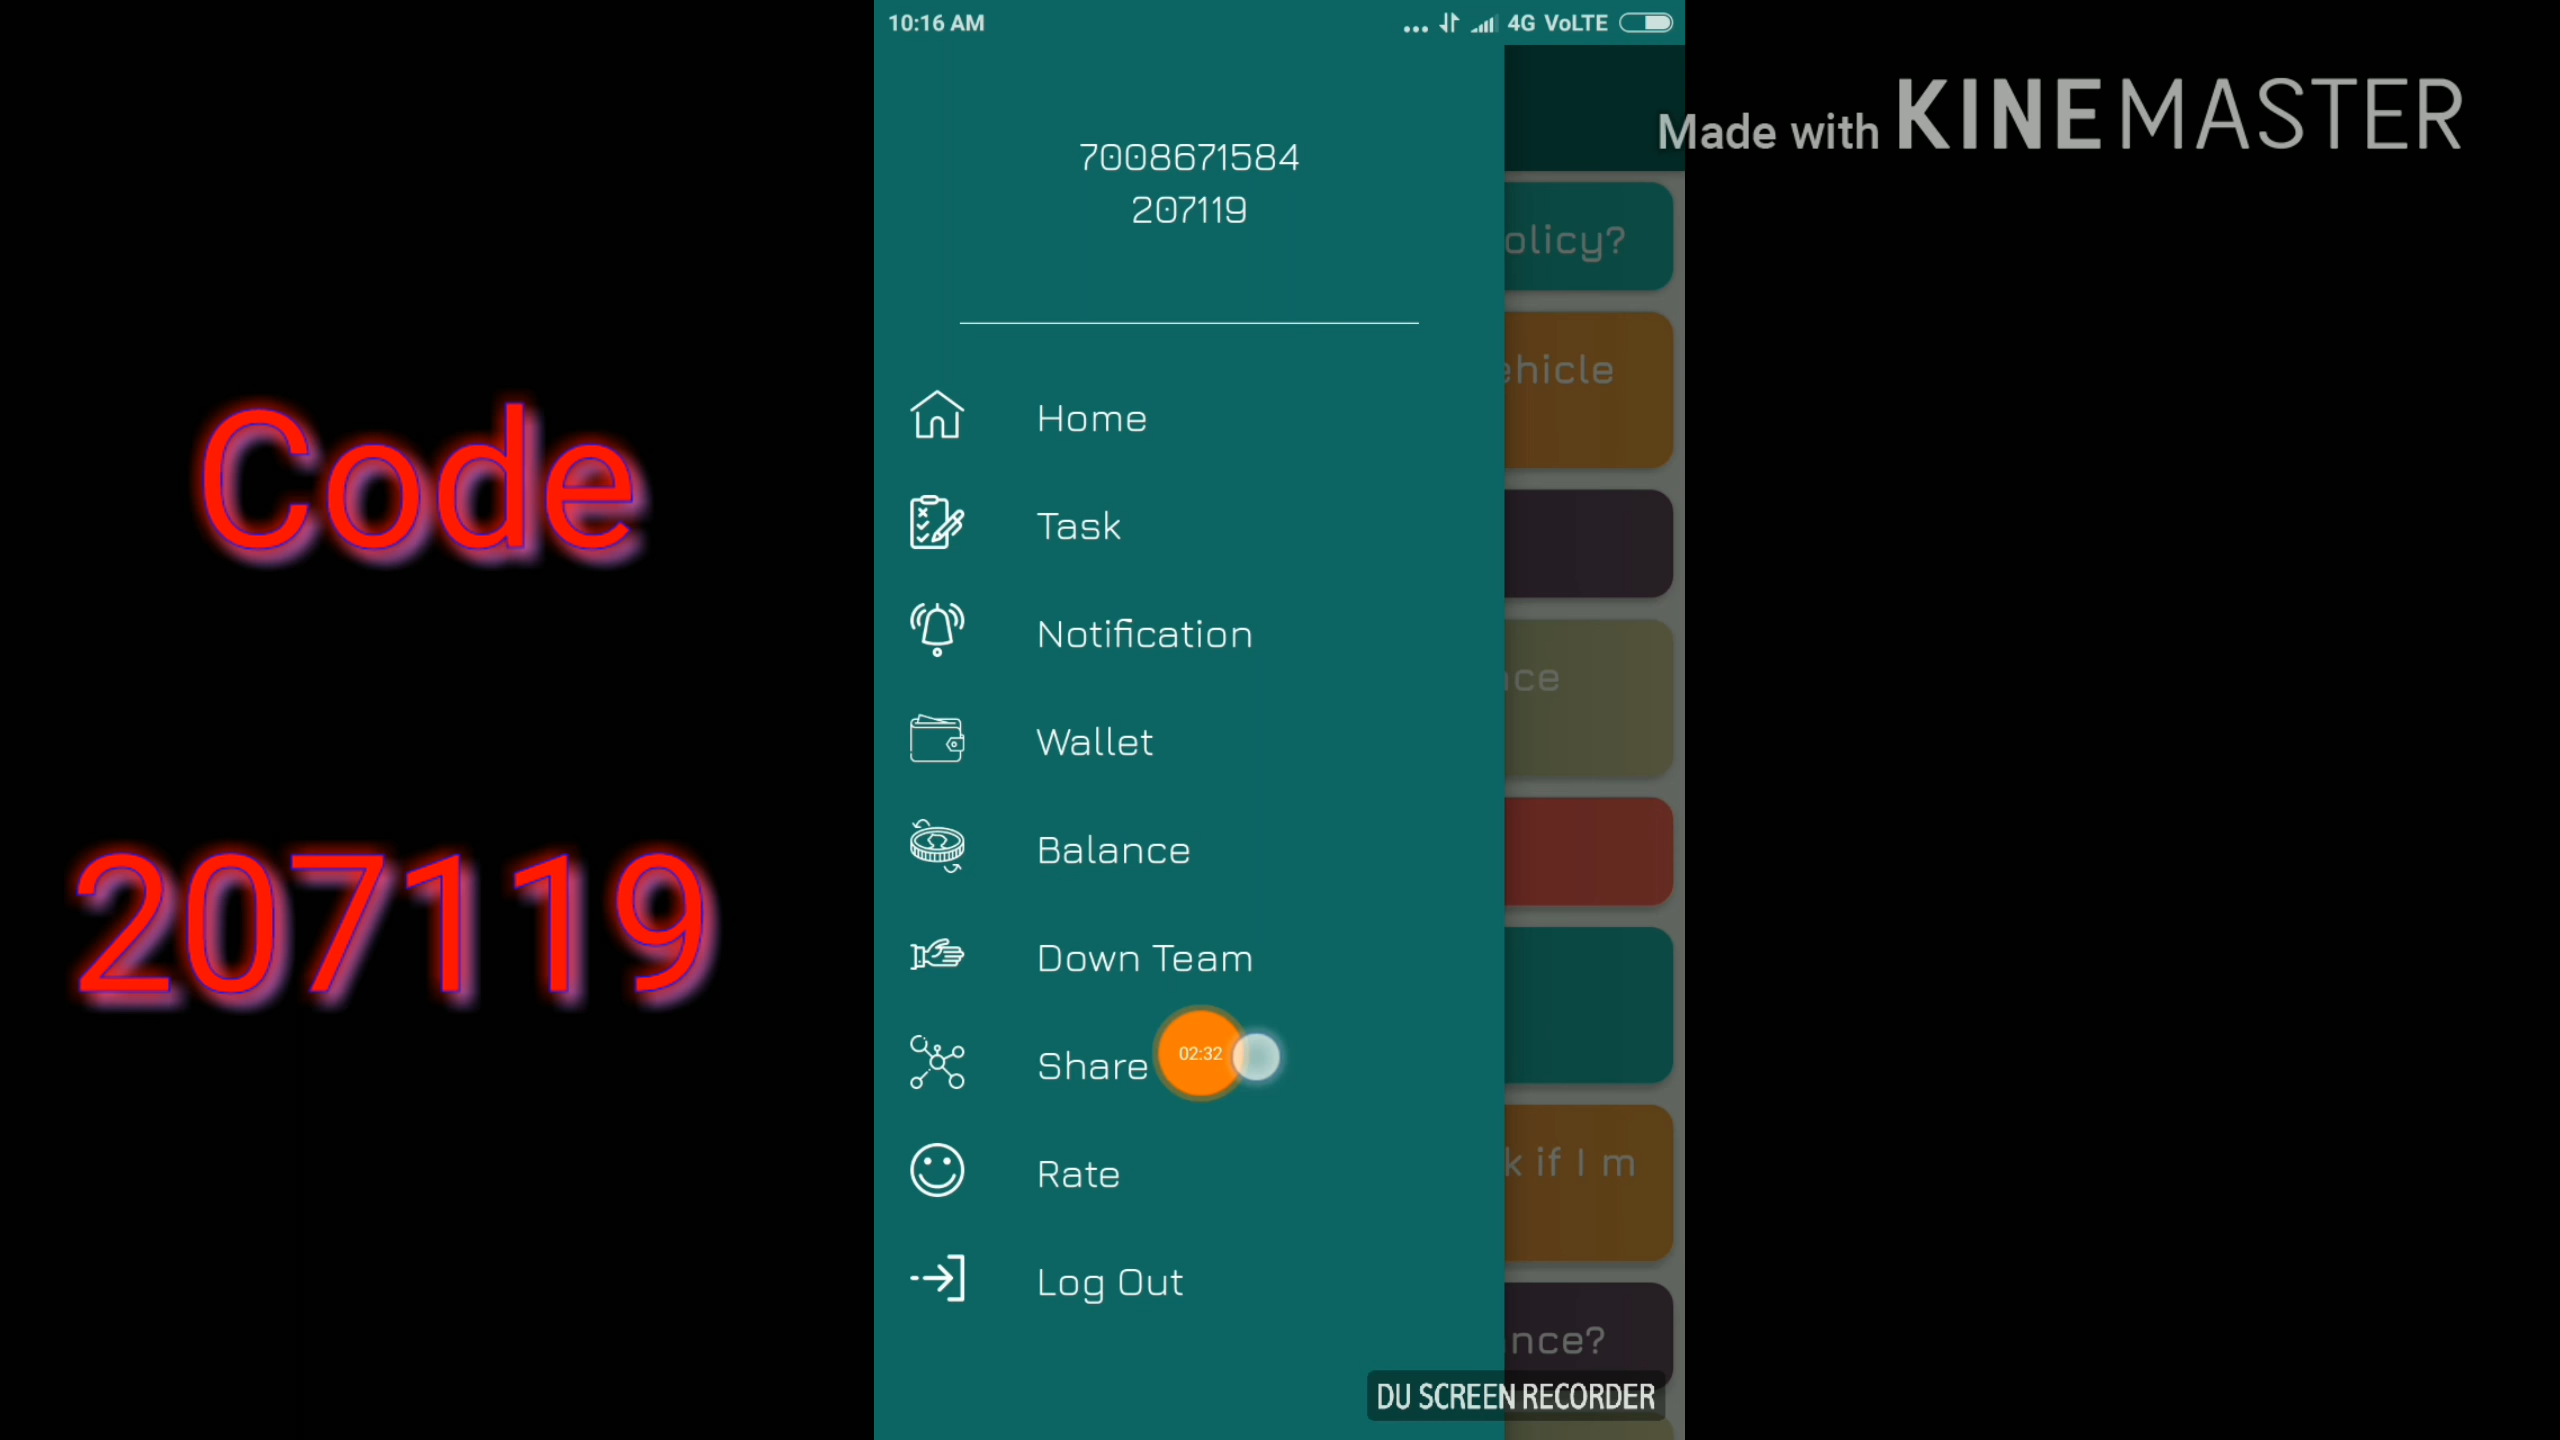 10:16 AM
... 4G VoLTE
Made with KINEMASTER
7008671584
207119
olicy?
ehicle
Code
Home
Task
Notification
ce
Wallet
Balance
207119
Down Team
Share
02:32
k if I m
Rate
Log Out
nce?
DU SCREEN RECORDER